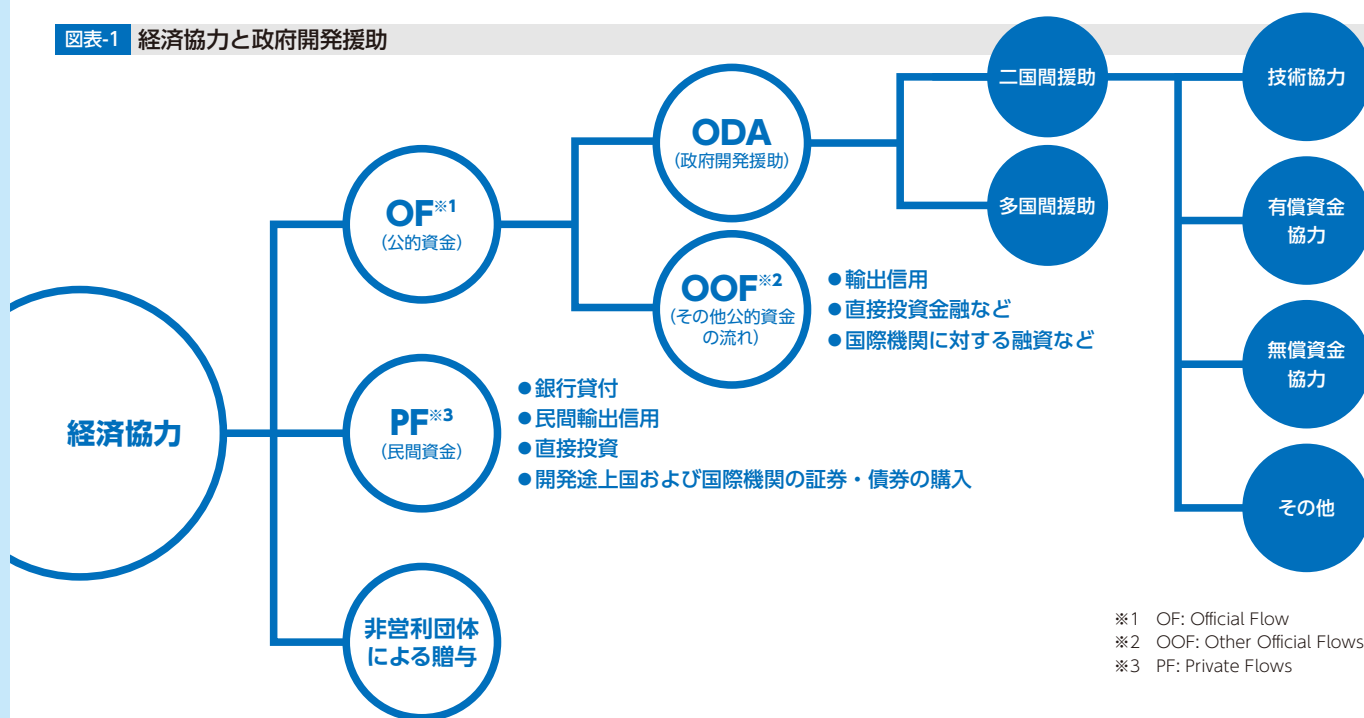 図表-1 経済協力と政府開発援助
経済協力
OF※1
(公的資金)
PF※3
(民間資金)
●銀行貸付
●民間輸出信用
●直接投資
●開発途上国および国際機関の証券・債券の購入
非営利団体
による贈与
ODA
(政府開発援助)
OOF※2
(その他公的資金
の流れ)
●輸出信用
●直接投資金融など
●国際機関に対する融資など
二国間援助
多国間援助
技術協力
有償資金
協力
無償資金
協力
その他
※1 OF: Official Flow
※2 OOF: Other Official Flows
※3 PF: Private Flows